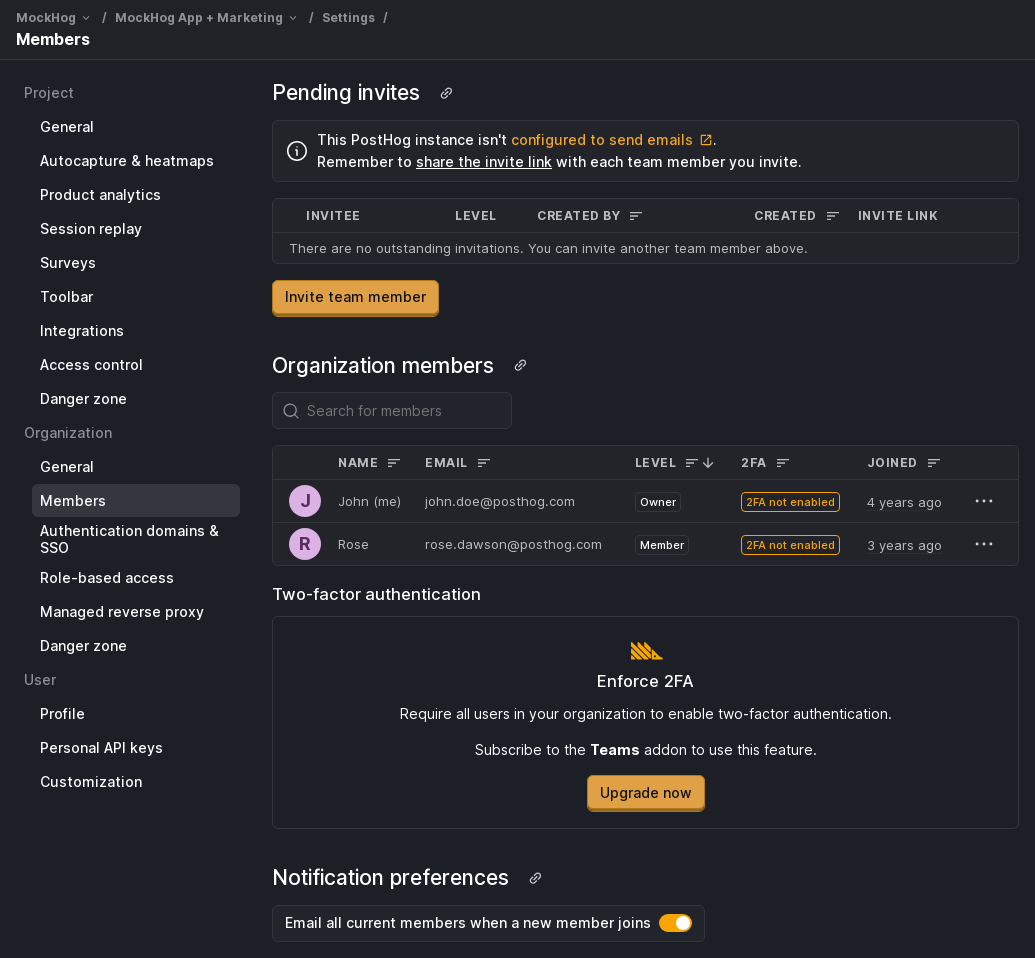 MockHog / MockHog App + Marketing / Settings /
Members
Project
General
Autocapture & heatmaps
Product analytics
Session replay
Surveys
Toolbar
Integrations
Access control
Danger zone
Organization
General
Members
Authentication domains &
SSO
Role-based access
Managed reverse proxy
Danger zone
User
Profile
Personal API keys
Customization
Pending invites
This PostHog instance isn't configured to send emails.
Remember to share the invite link with each team member you invite.
INVITEE LEVEL CREATED BY CREATED INVITE LINK
There are no outstanding invitations. You can invite another team member above.
Invite team member
Organization members
Search for members
NAME EMAIL LEVEL 2FA JOINED
J John (me) john.doe@posthog.com Owner 2FA not enabled 4 years ago
R Rose rose.dawson@posthog.com Member 2FA not enabled 3 years ago
Two-factor authentication
Enforce 2FA
Require all users in your organization to enable two-factor authentication.
Subscribe to the Teams addon to use this feature.
Upgrade now
Notification preferences
Email all current members when a new member joins